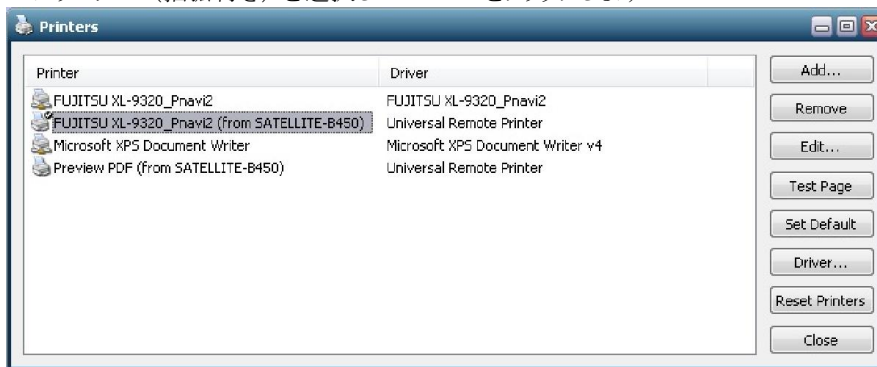 Printers
Printer Driver Add...
FUJITSU XL-9320_Pnavi2 FUJITSU XL-9320_Pnavi2
Remove
FUJITSU XL-9320_Pnavi2 (from SATELLITE-B450) Universal Remote Printer
Microsoft XPS Document Writer Microsoft XPS Document Writer v4 Edit...
Preview PDF (from SATELLITE-B450) Universal Remote Printer
Test Page
Set Default
Driver...
Reset Printers
Close